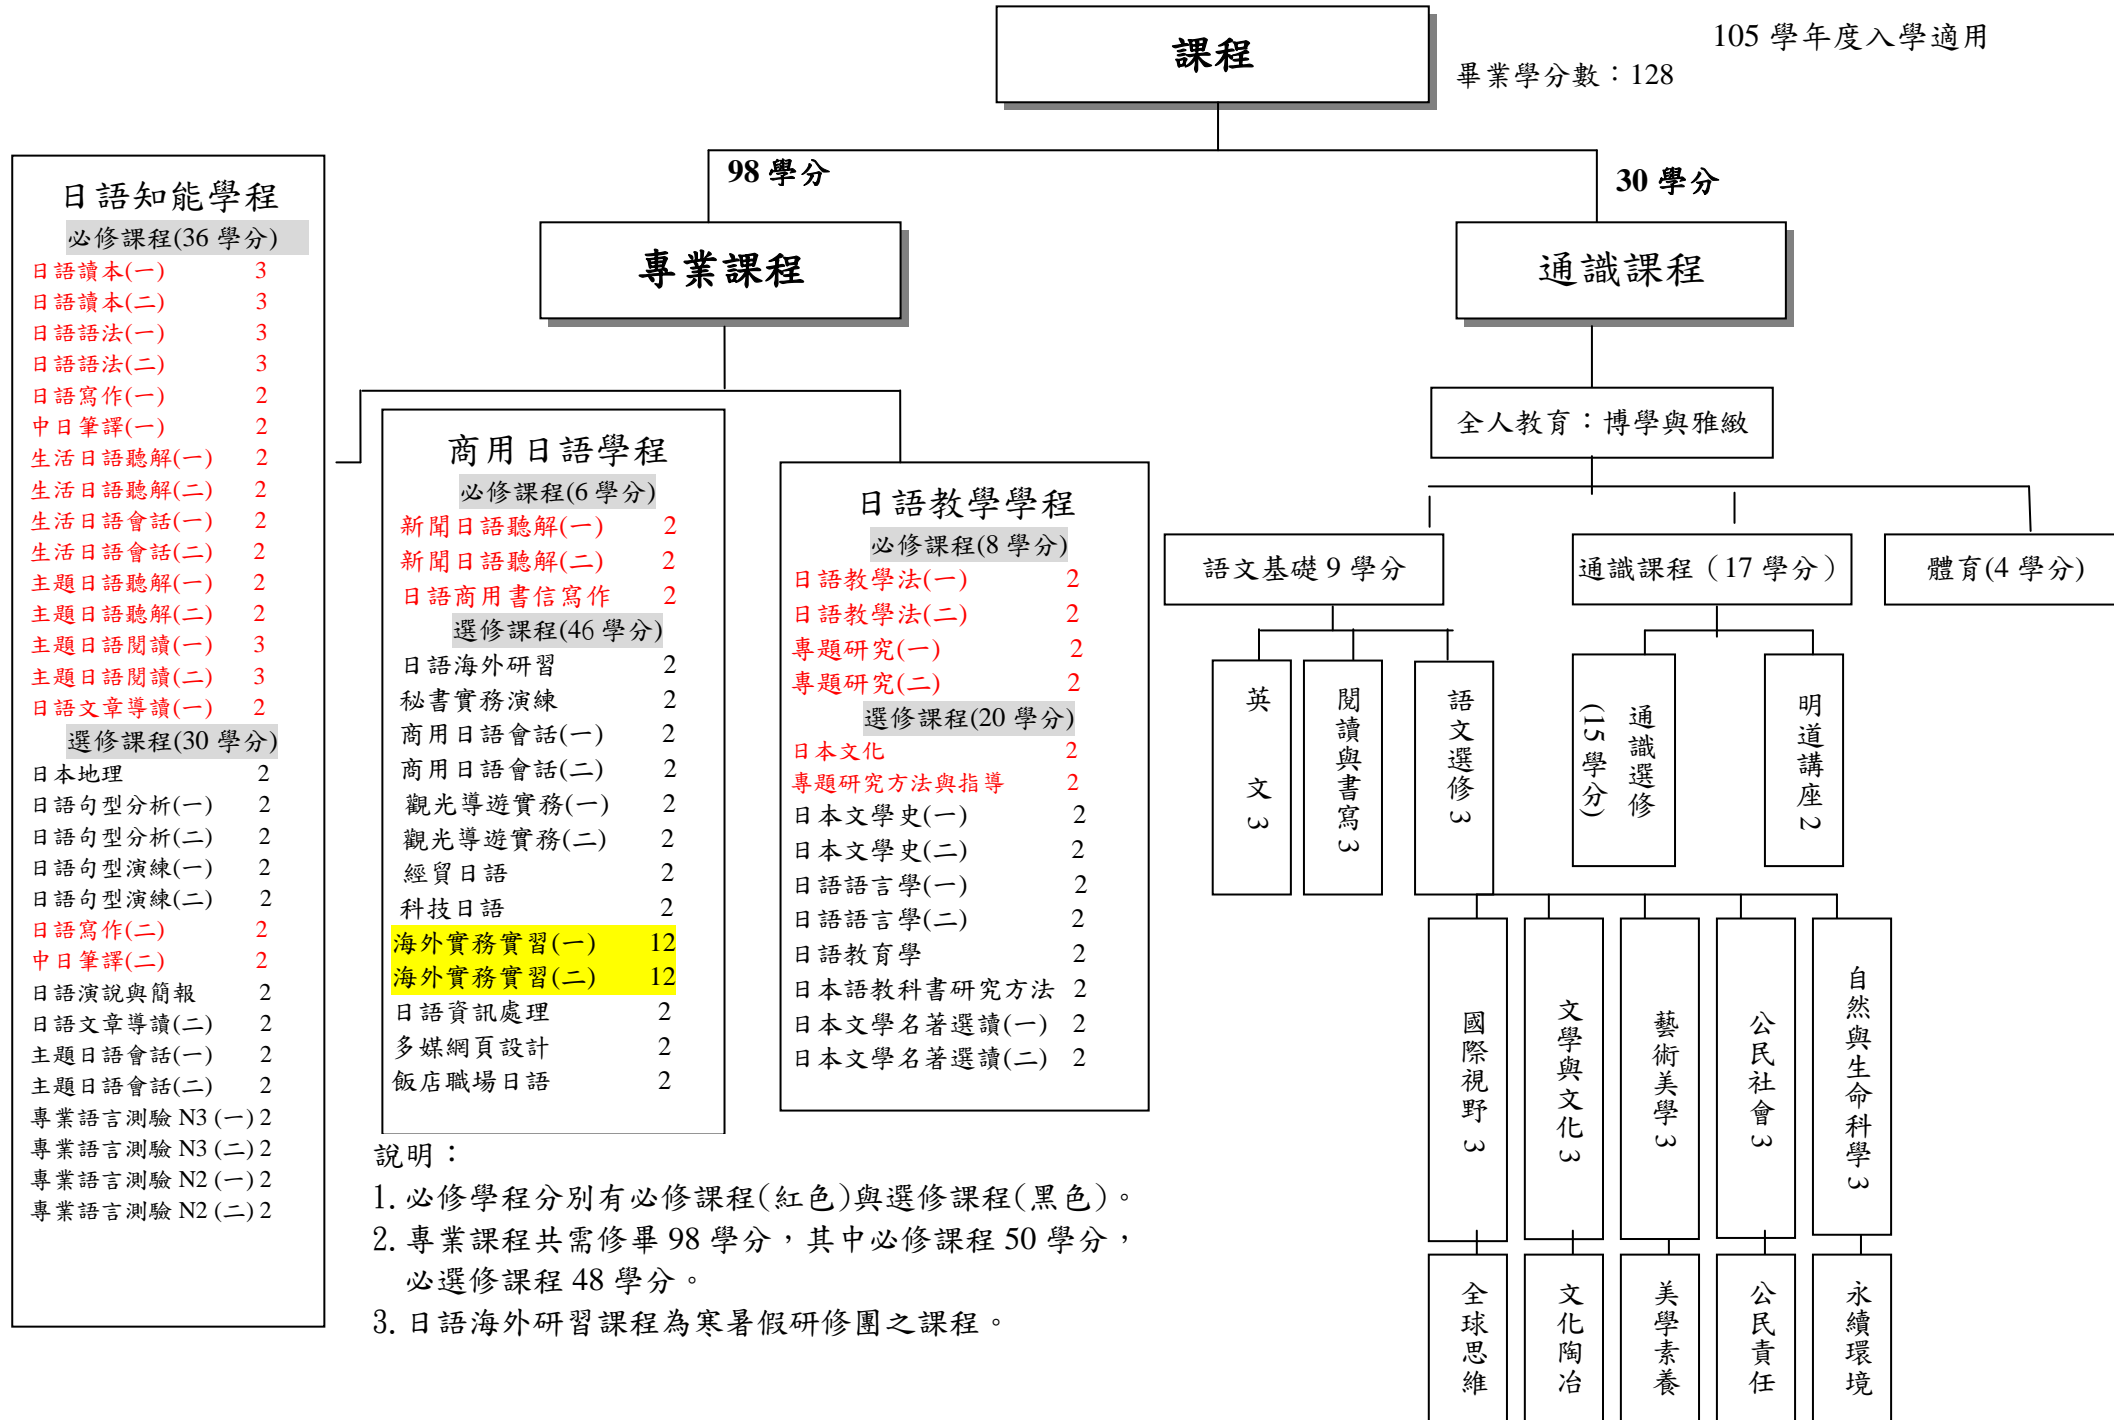 105 學年度入學適用
課程
畢業學分數：128
98 學分
30 學分
專業課程
通識課程
日語知能學程
必修課程(36 學分)
日語讀本(一) 3
日語讀本(二) 3
日語語法(一) 3
日語語法(二) 3
日語寫作(一) 2
中日筆譯(一) 2
生活日語聽解(一) 2
生活日語聽解(二) 2
生活日語會話(一) 2
生活日語會話(二) 2
主題日語聽解(一) 2
主題日語聽解(二) 2
主題日語閱讀(一) 3
主題日語閱讀(二) 3
日語文章導讀(一) 2
選修課程(30 學分)
日本地理 2
日語句型分析(一) 2
日語句型分析(二) 2
日語句型演練(一) 2
日語句型演練(二) 2
日語寫作(二) 2
中日筆譯(二) 2
日語演說與簡報 2
日語文章導讀(二) 2
主題日語會話(一) 2
主題日語會話(二) 2
專業語言測驗 N3 (一) 2
專業語言測驗 N3 (二) 2
專業語言測驗 N2 (一) 2
專業語言測驗 N2 (二) 2
商用日語學程
必修課程(6 學分)
新聞日語聽解(一) 2
新聞日語聽解(二) 2
日語商用書信寫作 2
選修課程(46 學分)
日語海外研習 2
秘書實務演練 2
商用日語會話(一) 2
商用日語會話(二) 2
觀光導遊實務(一) 2
觀光導遊實務(二) 2
經貿日語 2
科技日語 2
海外實務實習(一) 12
海外實務實習(二) 12
日語資訊處理 2
多媒網頁設計 2
飯店職場日語 2
日語教學學程
必修課程(8 學分)
日語教學法(一) 2
日語教學法(二) 2
專題研究(一) 2
專題研究(二) 2
選修課程(20 學分)
日本文化 2
專題研究方法與指導 2
日本文學史(一) 2
日本文學史(二) 2
日語語言學(一) 2
日語語言學(二) 2
日語教育學 2
日本語教科書研究方法 2
日本文學名著選讀(一) 2
日本文學名著選讀(二) 2
說明：
1. 必修學程分別有必修課程(紅色)與選修課程(黑色)。
2. 專業課程共需修畢 98 學分，其中必修課程 50 學分，
必選修課程 48 學分。
3. 日語海外研習課程為寒暑假研修團之課程。
全人教育：博學與雅緻
語文基礎 9 學分
通識課程（17 學分）
體育(4 學分)
英 文 3
閱讀與書寫 3
語文選修 3
通識選修
(15 學分)
明道講座 2
國際視野 3
文學與文化 3
藝術美學 3
公民社會 3
自然與生命科學 3
全球思維
文化陶冶
美學素養
公民責任
永續環境